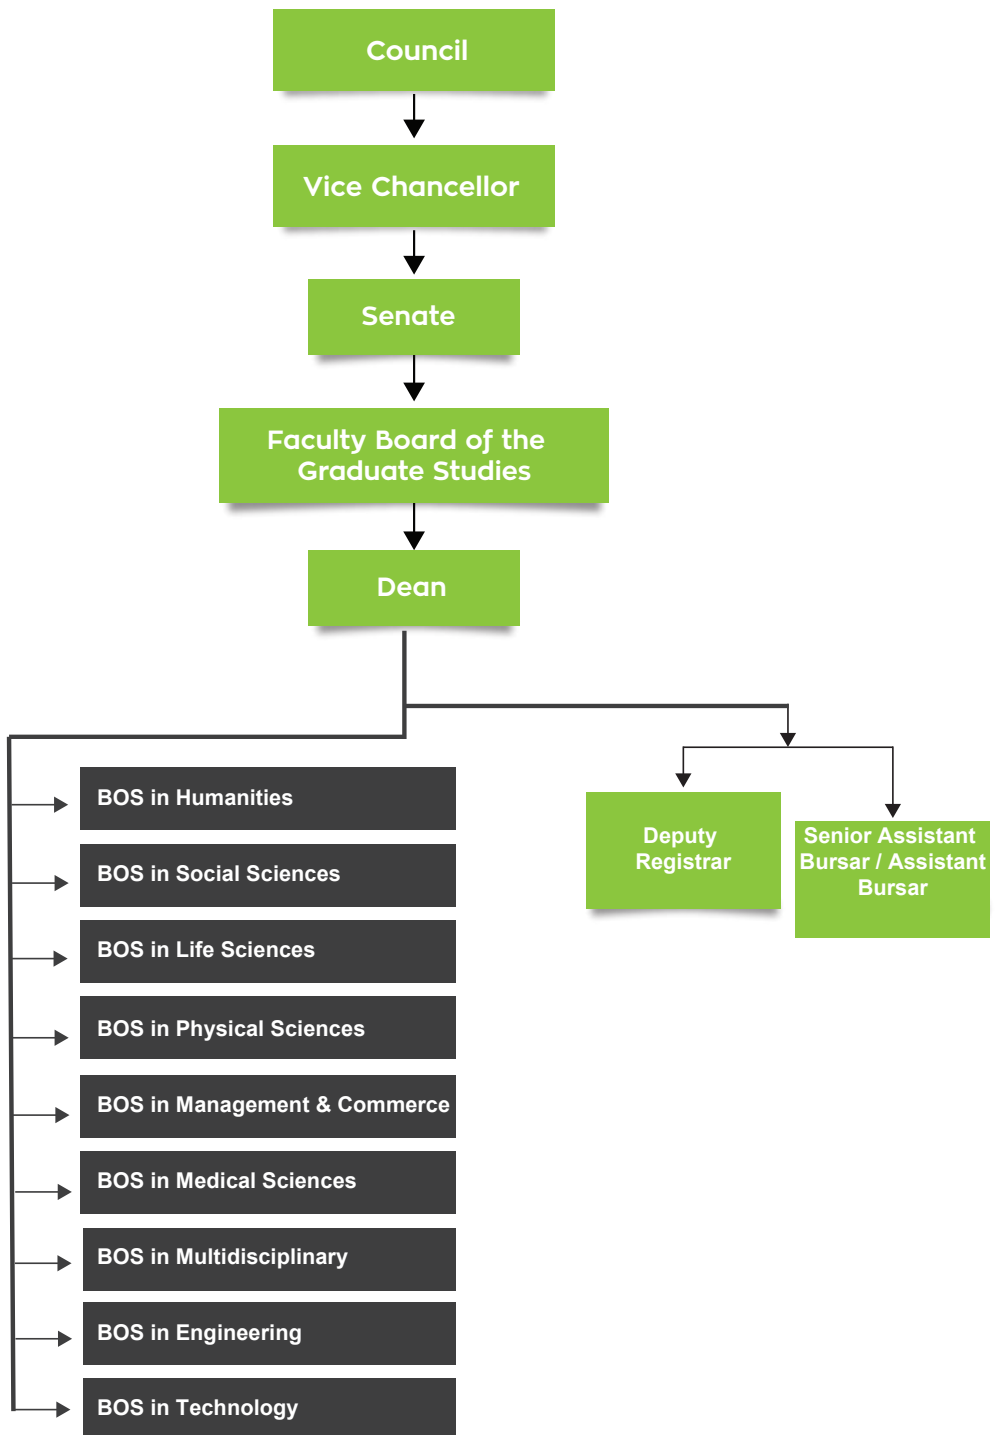 Council
Vice Chancellor
Senate
Faculty Board of the
Graduate Studies
Dean
BOS in Humanities
BOS in Social Sciences
BOS in Life Sciences
BOS in Physical Sciences
BOS in Management & Commerce
BOS in Medical Sciences
BOS in Multidisciplinary
BOS in Engineering
BOS in Technology
Deputy
Registrar
Senior Assistant
Bursar / Assistant
Bursar